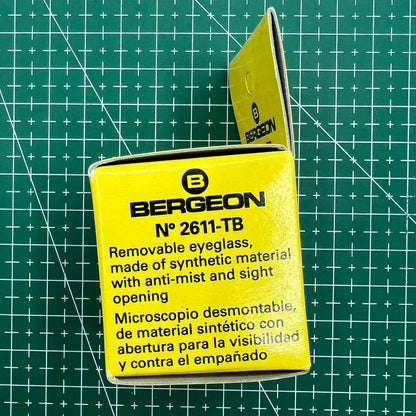 B
BERGEON
B
BERGEON
Nº 2611-TB
Removable eyeglass,
made of synthetic material
with anti-mist and sight
opening
Microscopio desmontable,
de material sintético con
abertura para la visibilidad
y contra el empañado